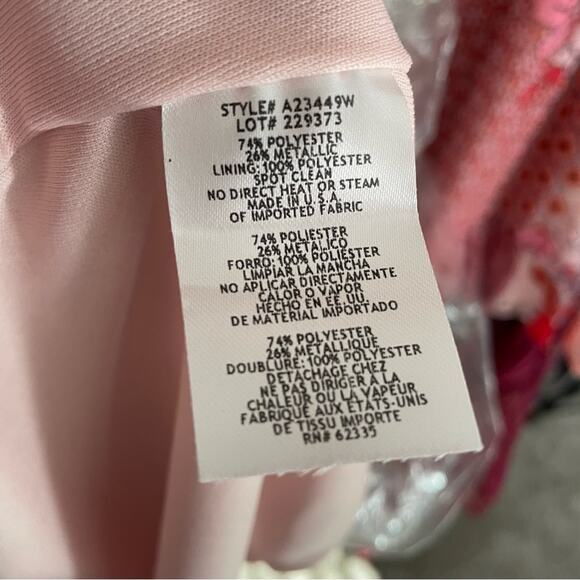 STYLE# A23449W
LOT# 229373
74% POLYESTER
26% METALLIC
LINING: 100% POLYESTER
SPOT CLEAN
NO DIRECT HEAT OR STEAM
MADE IN U.S.A.
OF IMPORTED FABRIC
74% POLIESTER
26% METALICO
FORRO: 100% POLIESTER
LIMPIAR LA MANCHA
NO APLICAR DIRECTAMENTE
CALOR O VAPOR
HECHO EN EE.UU.
DE MATERIAL IMPORTADO
74% POLYESTER
26% METALLIQUE
DOUBLURE: 100% POLYESTER
DETACHAGE CHEZ
NE PAS DIRIGER A LA
CHALEUR OU LA VAPEUR
FABRIQUE AUX ETATS-UNIS
DE TISSU IMPORTE
RN# 62335